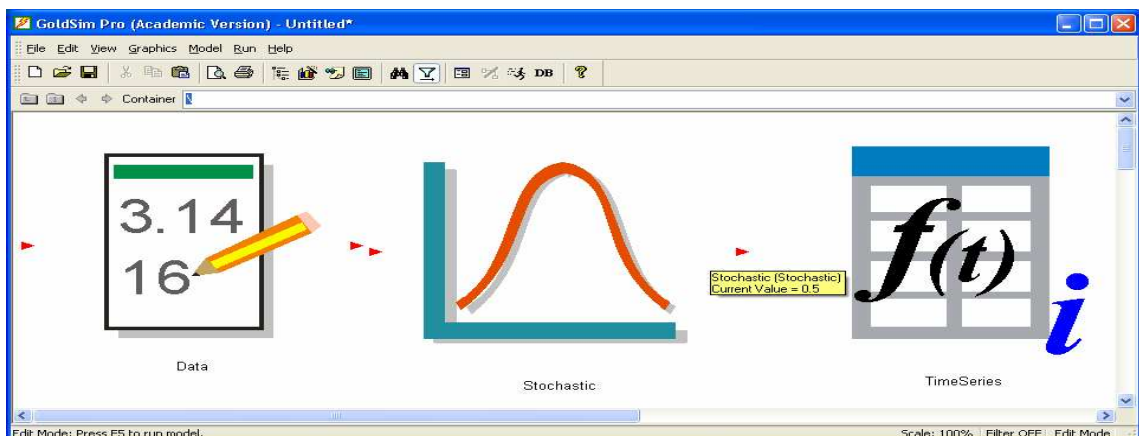 GoldSim Pro (Academic Version) - Untitled*
File Edit View Graphics Model Run Help
DB ?
Container \
3.14
16
f(t)
i
Stochastic (Stochastic)
Current Value = 0.5
Data
Stochastic
TimeSeries
Edit Mode: Press F5 to run model.
Scale: 100% Filter OFF Edit Mode